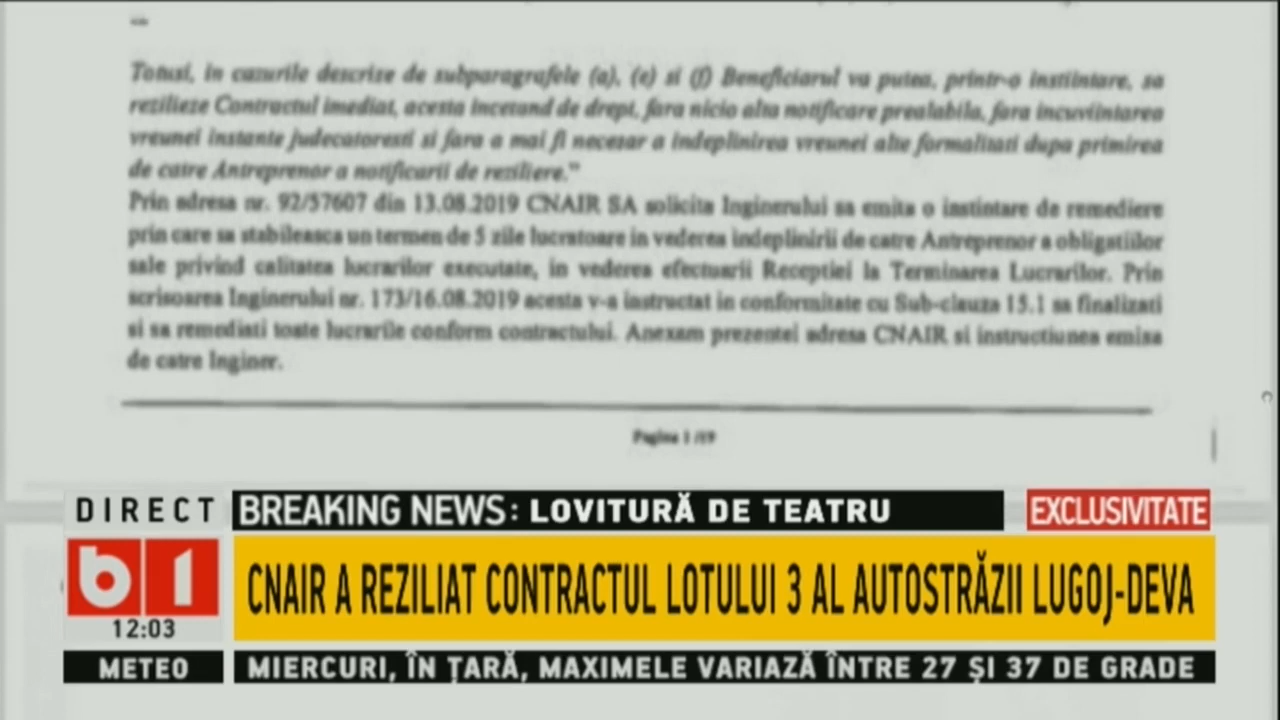 Totusi, in cazurile descrise de subparagrafele (a), (e) si (f) Beneficiarul va putea, printr-o instiintare, sa
rezilieze Contractul imediat, acesta incetand de drept, fara nicio alta notificare prealabila, fara incuviintarea
vreunei instante judecatoresti si fara a mai fi necesar a indeplinirea vreunei alte formalitati dupa primirea
de catre Antreprenor a notificarii de reziliere."
Prin adresa nr. 92/57607 din 13.08.2019 CNAIR SA solicita Inginerului sa emita o instintare de remediere
prin care sa stabileasca un termen de 5 zile lucratoare in vederea indeplinirii de catre Antreprenor a obligatiilor
sale privind calitatea lucrarilor executate, in vederea efectuarii Receptiei la Terminarea Lucrarilor. Prin
scrisoarea Inginerului nr. 173/16.08.2019 acesta v-a instructat in conformitate cu Sub-clauza 15.1 sa finalizati
si sa remediati toate lucrarile conform contractului. Anexam prezentei adresa CNAIR si instructiunea emisa
de catre Inginer.
Pagina 1 /19
DIRECT BREAKING NEWS: LOVITURĂ DE TEATRU EXCLUSIVITATE
b1 CNAIR A REZILIAT CONTRACTUL LOTULUI 3 AL AUTOSTRĂZII LUGOJ-DEVA
12:03
METEO MIERCURI, ÎN ȚARĂ, MAXIMELE VARIAZĂ ÎNTRE 27 ȘI 37 DE GRADE